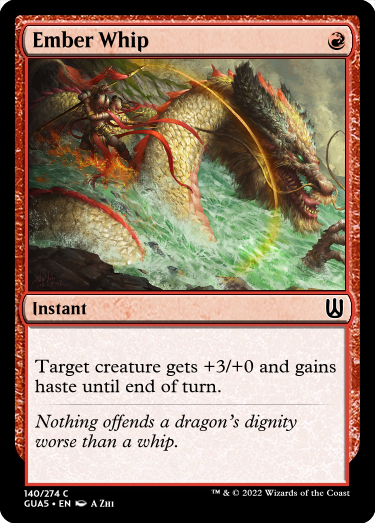 Ember Whip
Instant
Target creature gets +3/+0 and gains
haste until end of turn.
Nothing offends a dragon's dignity
worse than a whip.
140/274 C
GUA5 • EN A Zhi
™ & © 2022 Wizards of the Coast